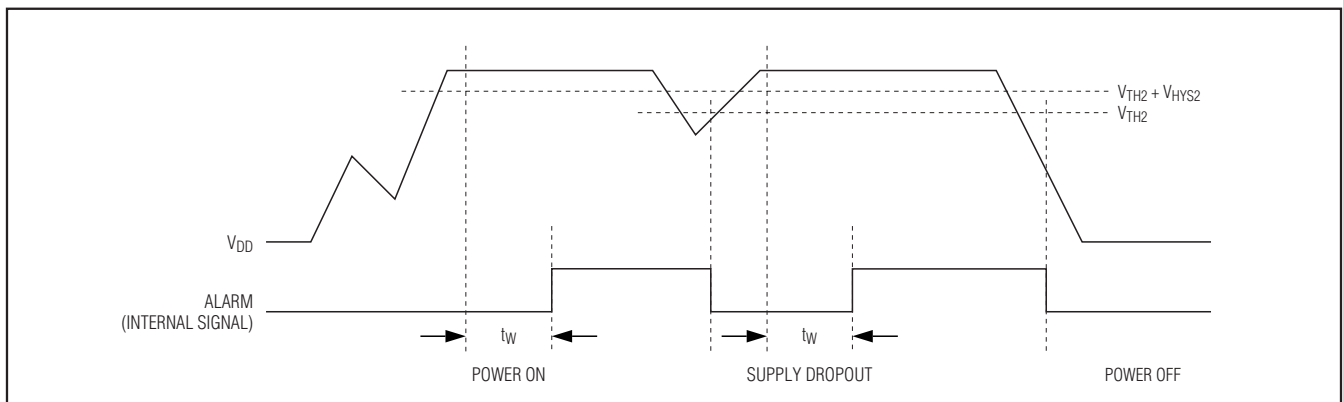 VTH2 + VHYS2
VTH2
VDD
ALARM
(INTERNAL SIGNAL)
tW
tW
POWER ON
SUPPLY DROPOUT
POWER OFF